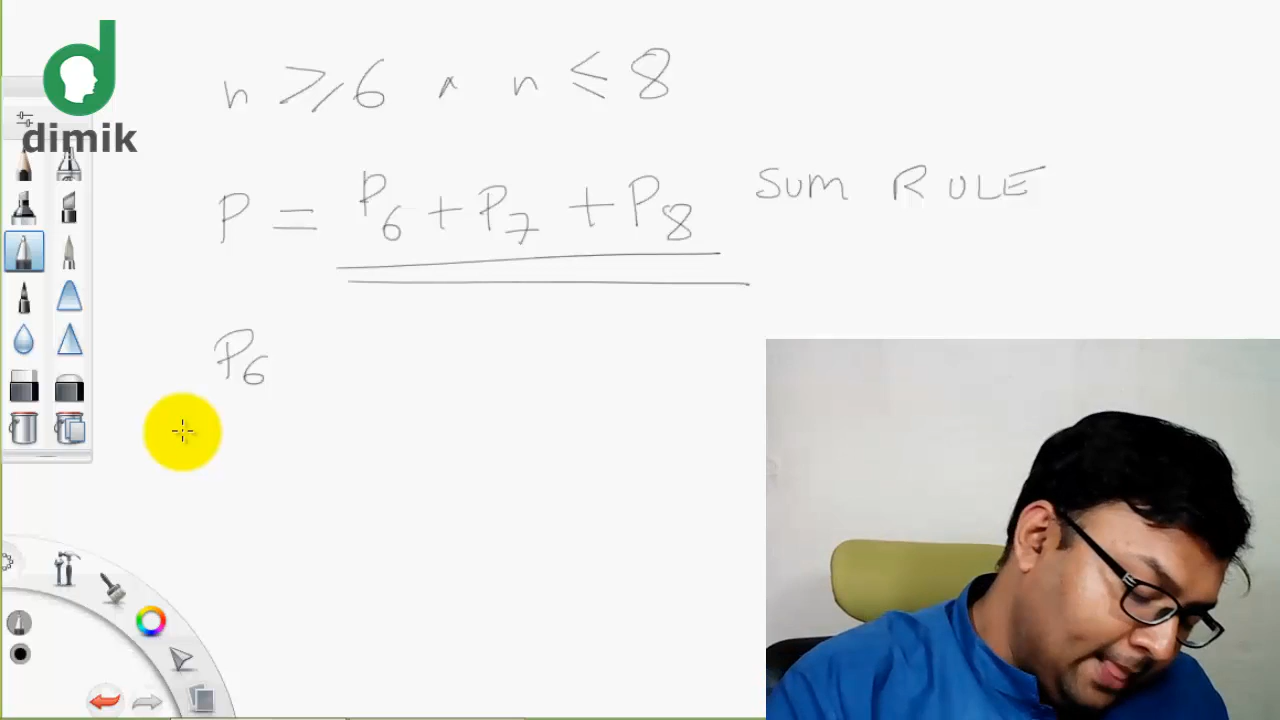 dimik
n ≥ 6 ∧ n ≤ 8
P = P6 + P7 + P8 SUM RULE
P6